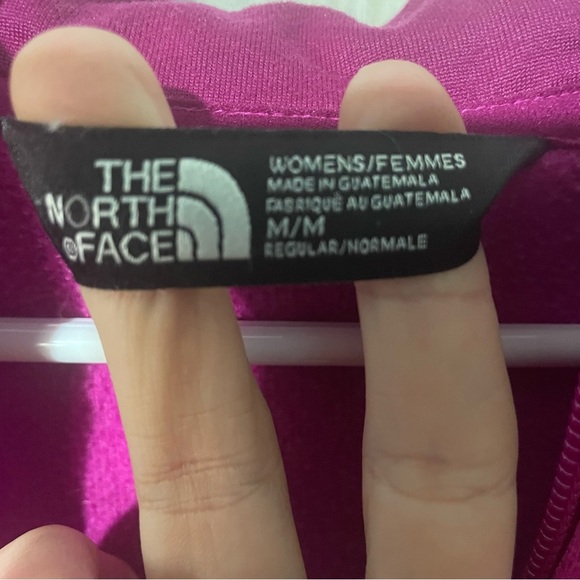 THE
NORTH
FACE
WOMENS/FEMMES
MADE IN GUATEMALA
FABRIQUÉ AU GUATEMALA
M/M
REGULAR/NORMALE